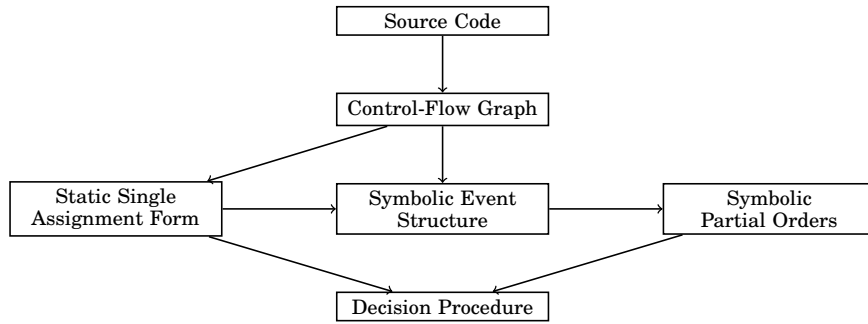 Source Code
Control-Flow Graph
Static Single
Assignment Form
Symbolic Event
Structure
Symbolic
Partial Orders
Decision Procedure